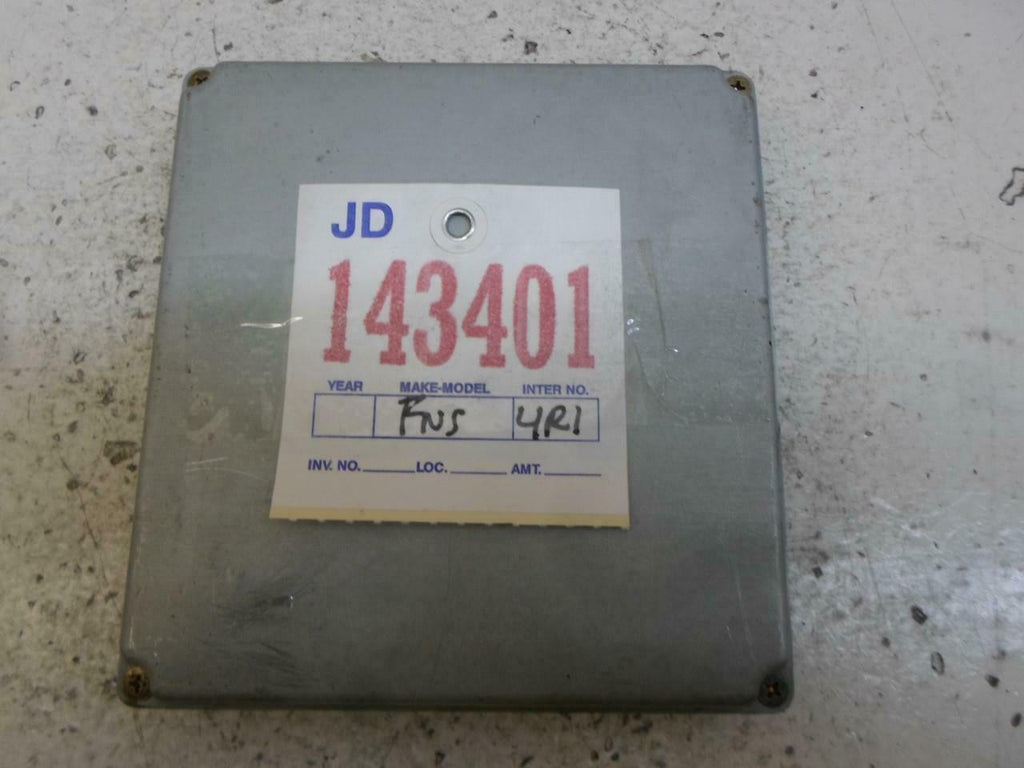 JD
143401
YEAR MAKE-MODEL INTER NO.
FNS 4R1
INV. NO. LOC. AMT.